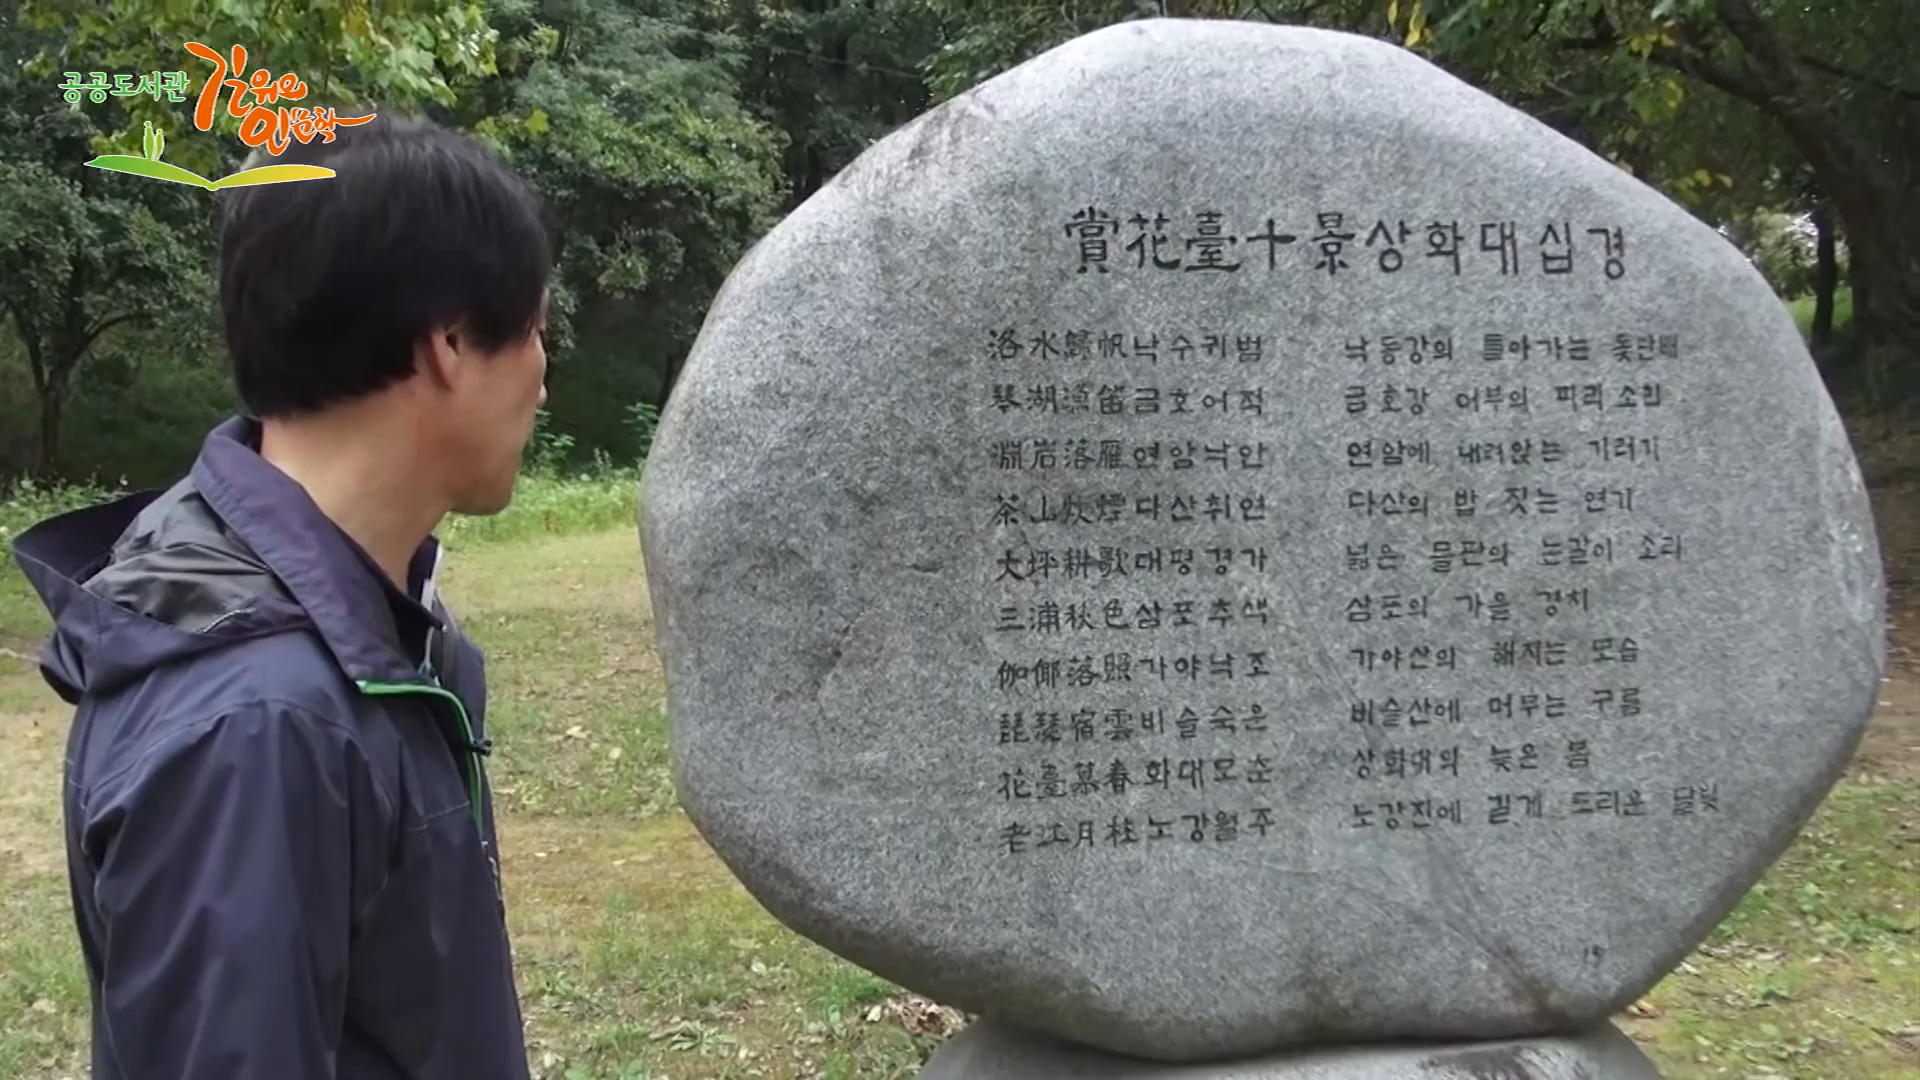 공공도서관
길위의
인문학
賞花臺十景상화대십경
洛水歸帆낙수귀범 낙동강의 돌아가는 돛단배
琴湖漁笛금호어적 금호강 어부의 피리 소리
淵岩落雁연암낙안 연암에 내려앉는 기러기
茶山炊煙다산취연 다산의 밥 짓는 연기
大坪耕歌대평경가 넓은 들판의 논갈이 소리
三浦秋色삼포추색 삼포의 가을 경치
伽倻落照가야낙조 가야산의 해지는 모습
琵瑟宿雲비슬숙운 비슬산에 머무는 구름
花臺暮春화대모춘 상화대의 늦은 봄
老江月柱노강월주 노강진에 길게 드리운 달빛